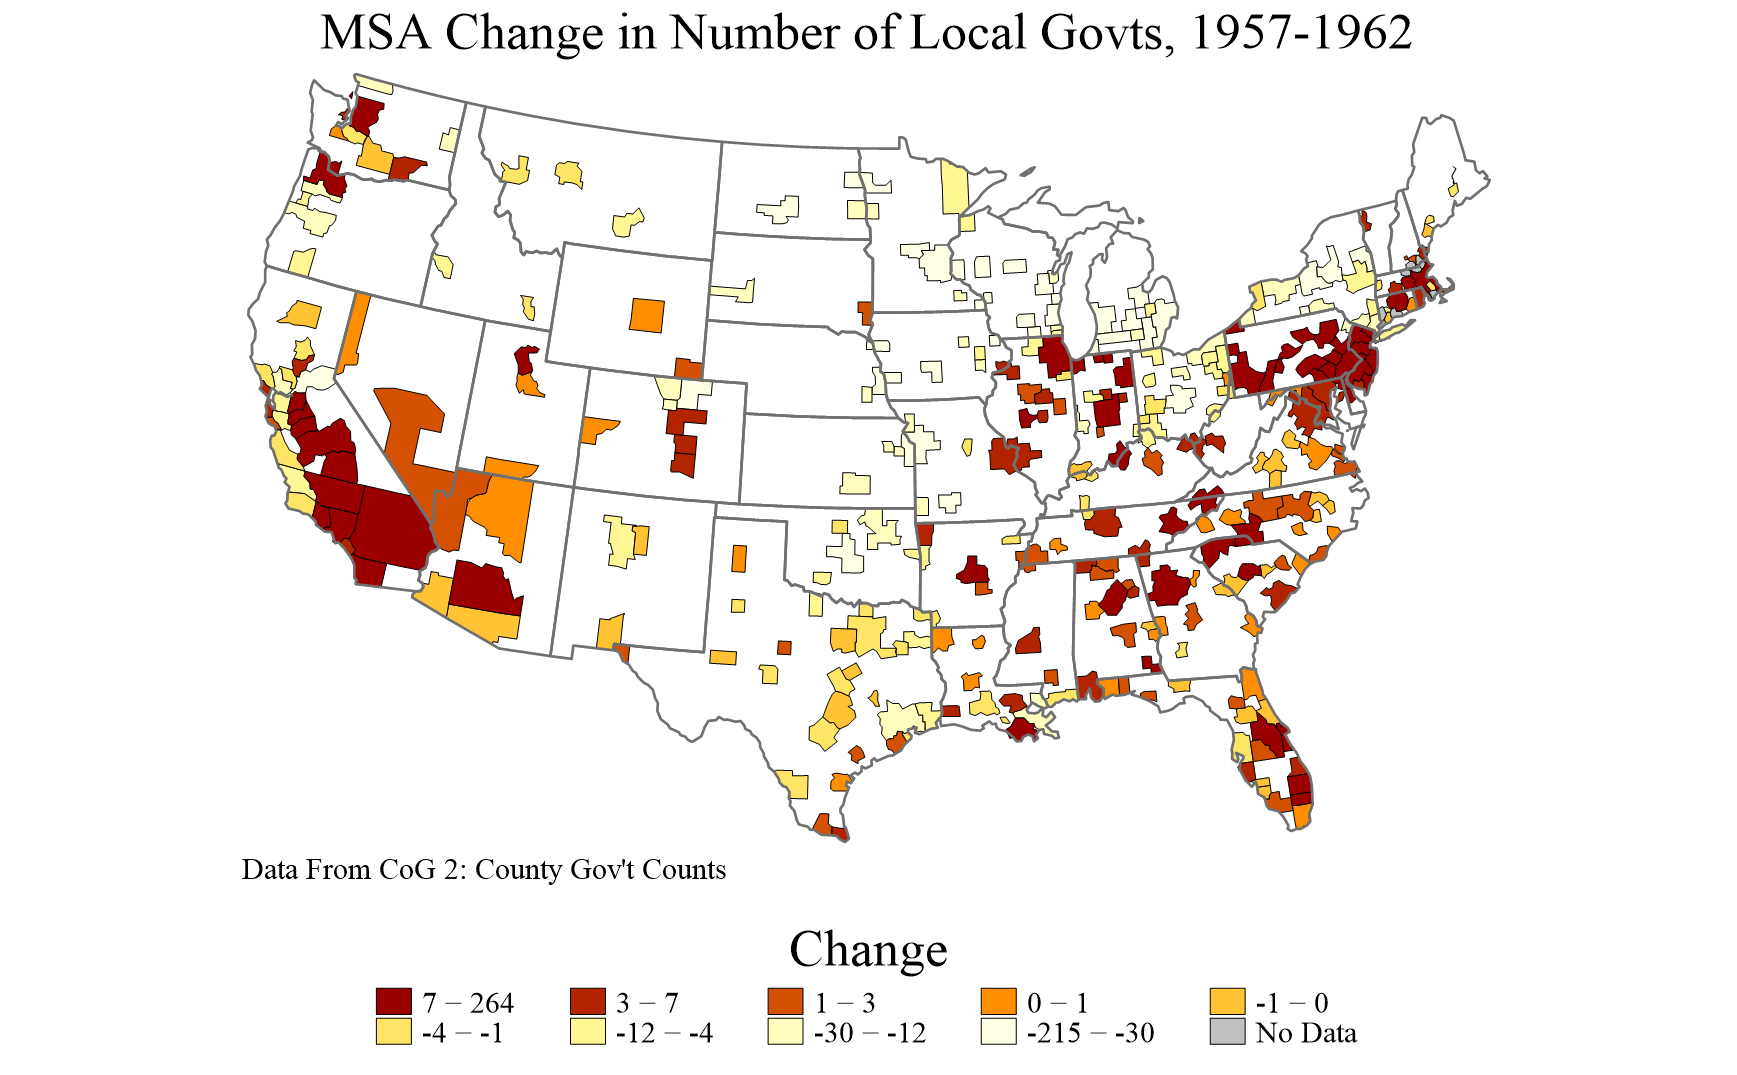 MSA Change in Number of Local Govts, 1957-1962
Data From CoG 2: County Gov't Counts
Change
7 – 264 3 – 7 1 – 3 0 – 1 -1 – 0
-4 – -1 -12 – -4 -30 – -12 -215 – -30 No Data